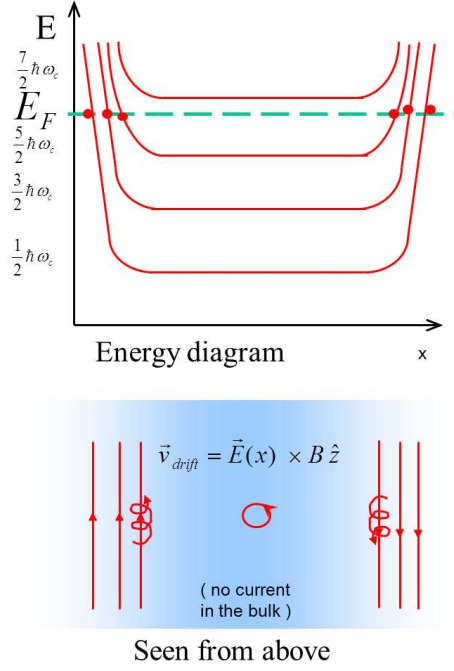 E
7/2 ħω_c
E_F
5/2 ħω_c
3/2 ħω_c
1/2 ħω_c
Energy diagram
x
v⃗_drift = E⃗(x) × B ẑ
( no current
in the bulk )
Seen from above